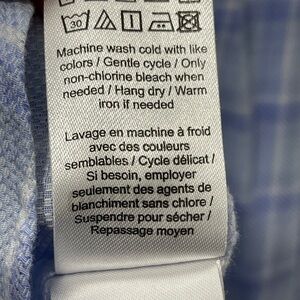 30
Machine wash cold with like
colors / Gentle cycle / Only
non-chlorine bleach when
needed / Hang dry / Warm
iron if needed
Lavage en machine à froid
avec des couleurs
semblables / Cycle délicat /
Si besoin, employer
seulement des agents de
blanchiment sans chlore /
Suspendre pour sécher /
Repassage moyen